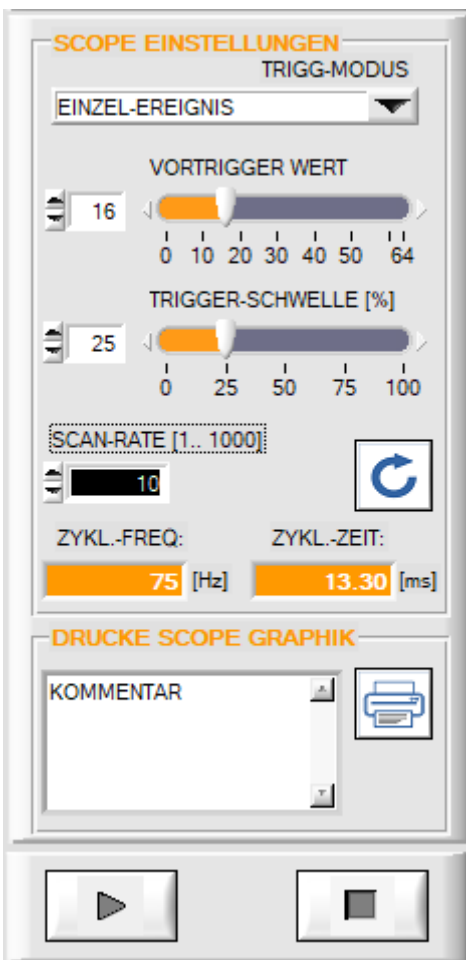 SCOPE EINSTELLUNGEN
TRIGG-MODUS
EINZEL-EREIGNIS
VORTRIGGER WERT
16
0 10 20 30 40 50 64
TRIGGER-SCHWELLE [%]
25
0 25 50 75 100
SCAN-RATE [1.. 1000]
10
ZYKL.-FREQ: ZYKL.-ZEIT:
75 [Hz] 13.30 [ms]
DRUCKE SCOPE GRAPHIK
KOMMENTAR